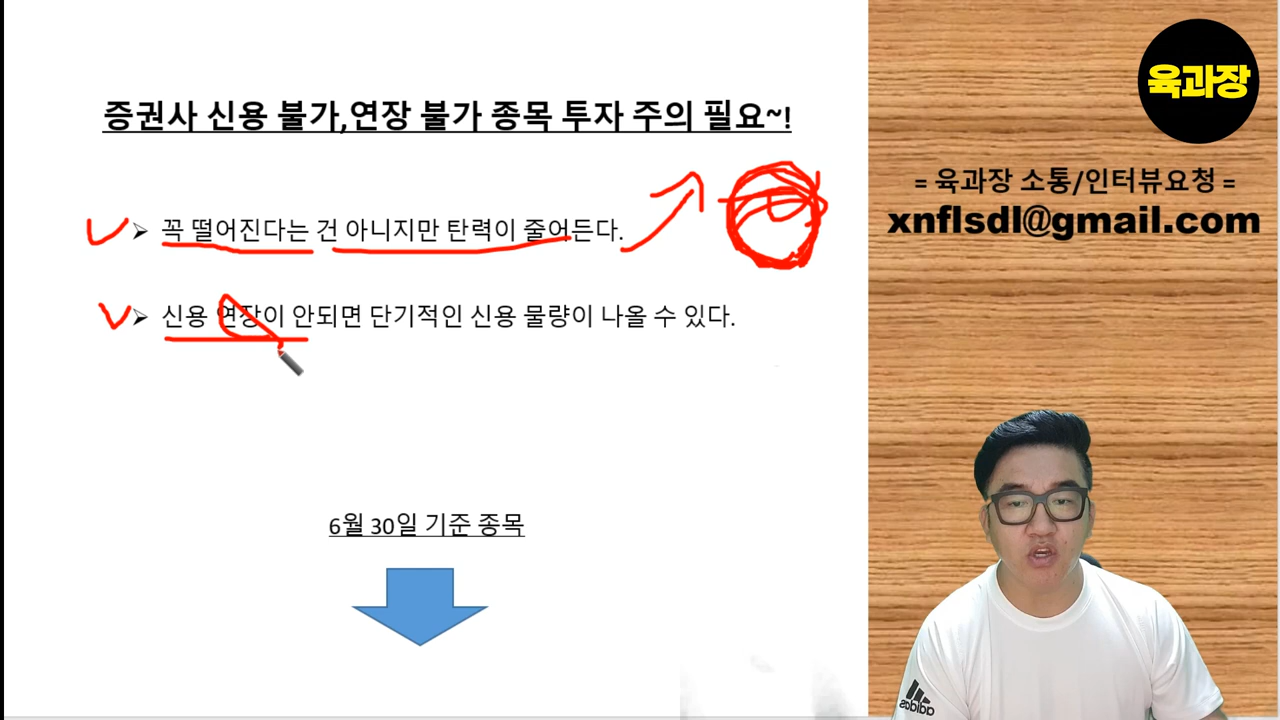 증권사 신용 불가,연장 불가 종목 투자 주의 필요~!
➢ 꼭 떨어진다는 건 아니지만 탄력이 줄어든다.
➢ 신용 연장이 안되면 단기적인 신용 물량이 나올 수 있다.
6월 30일 기준 종목
육과장
= 육과장 소통/인터뷰요청 =
xnflsdl@gmail.com
adidas